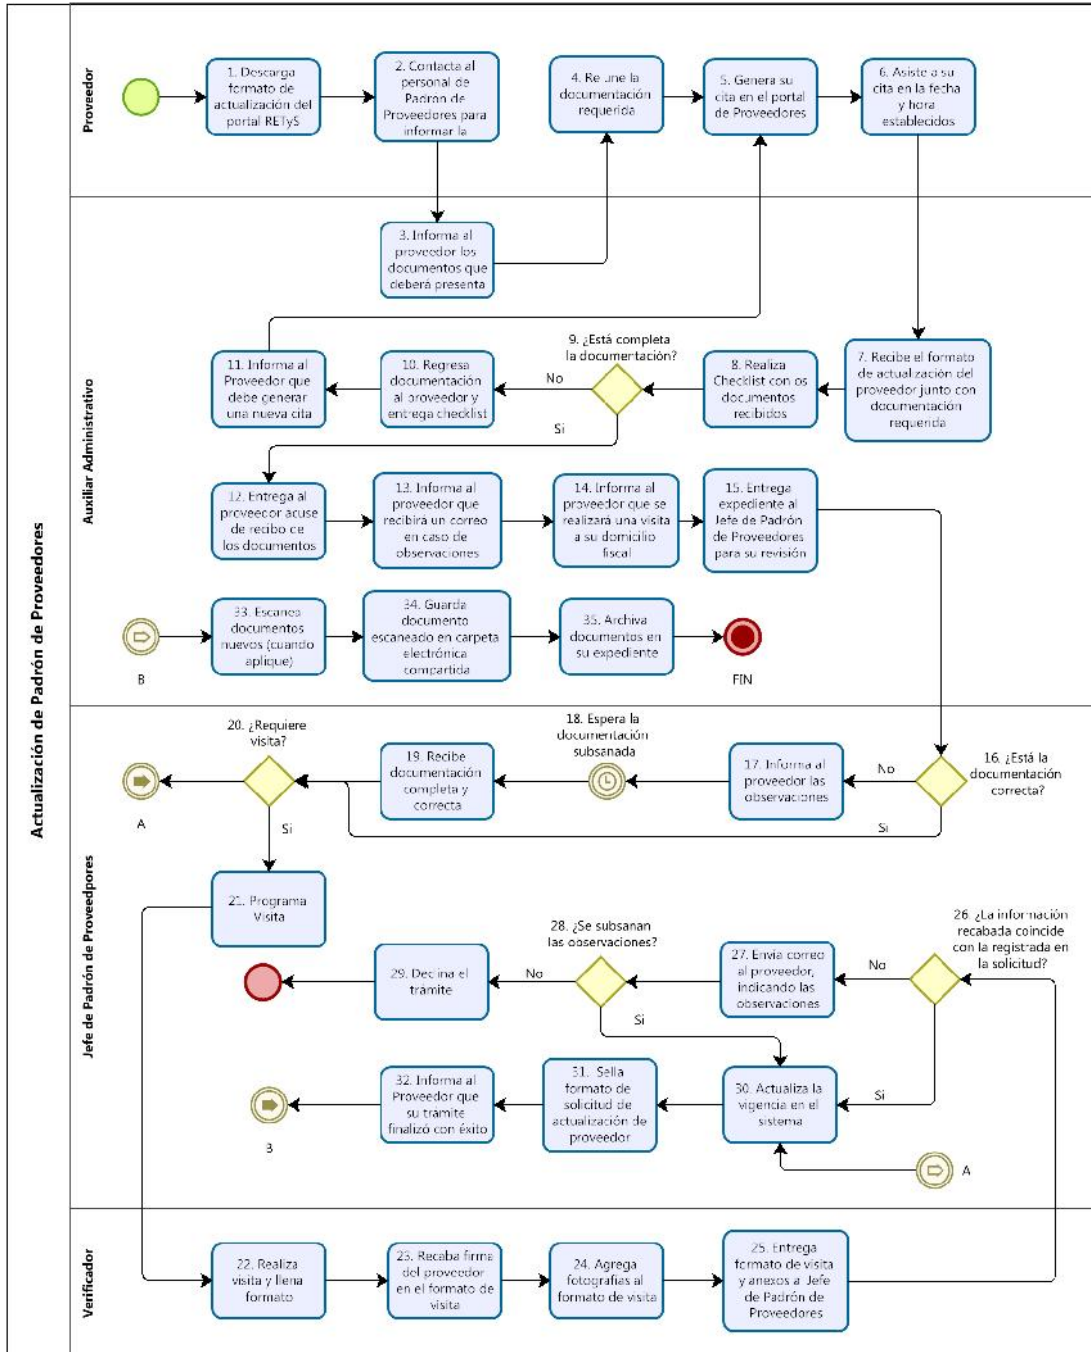 Actualización de Padrón de Proveedores
Proveedor
1. Descarga
formato de
actualización del
portal RETyS
2. Contacta al
personal de
Padrón de
Proveedores para
informar la
4. Reune la
documentación
requerida
5. Genera su
cita en el portal
de Proveedores
6. Asiste a su
cita en la fecha
y hora
establecidos
Auxiliar Administrativo
3. Informa al
proveedor los
documentos que
deberá presenta
11. Informa al
Proveedor que
debe generar
una nueva cita
10. Regresa
documentación
al proveedor y
entrega checklist
No
9. ¿Está completa
la documentación?
Si
8. Realiza
Checklist con os
documentos
recibidos
7. Recibe el formato
de actualización del
proveedor junto con
documentación
requerida
12. Entrega al
proveedor acuse
de recibo de
los documentos
13. Informa al
proveedor que
recibirá un correo
en caso de
observaciones
14. Informa al
proveedor que se
realizará una visita
a su domicilio
fiscal
15. Entrega
expediente al
Jefe de Padrón
de Proveedores
para su revisión
B
33. Escanea
documentos
nuevos (cuando
aplique)
34. Guarda
documento
escaneado en carpeta
electrónica
compartida
35. Archiva
documentos en
su expediente
FIN
Jefe de Padrón de Proveedpores
A
20. ¿Requiere
visita?
Si
19. Recibe
documentación
completa y
correcta
18. Espera la
documentación
subsanada
17. Informa al
proveedor las
observaciones
No
16. ¿Está la
documentación
correcta?
Si
21. Programa
Visita
29. Declina el
trámite
No
28. ¿Se subsanan
las observaciones?
Si
27. Envía correo
al proveedor,
indicando las
observaciones
No
26. ¿La información
recabada coincide
con la registrada en
la solicitud?
Si
3
32. Informa al
Proveedor que
su trámite
finalizó con éxito
31. Sella
formato de
solicitud de
actualización de
proveedor
30. Actualiza la
vigencia en el
sistema
A
Verificador
22. Realiza
visita y llena
formato
23. Recaba firma
del proveedor
en el formato de
visita
24. Agrega
fotografías al
formato de visita
25. Entrega
formato de visita
y anexos a Jefe
de Padrón de
Proveedores